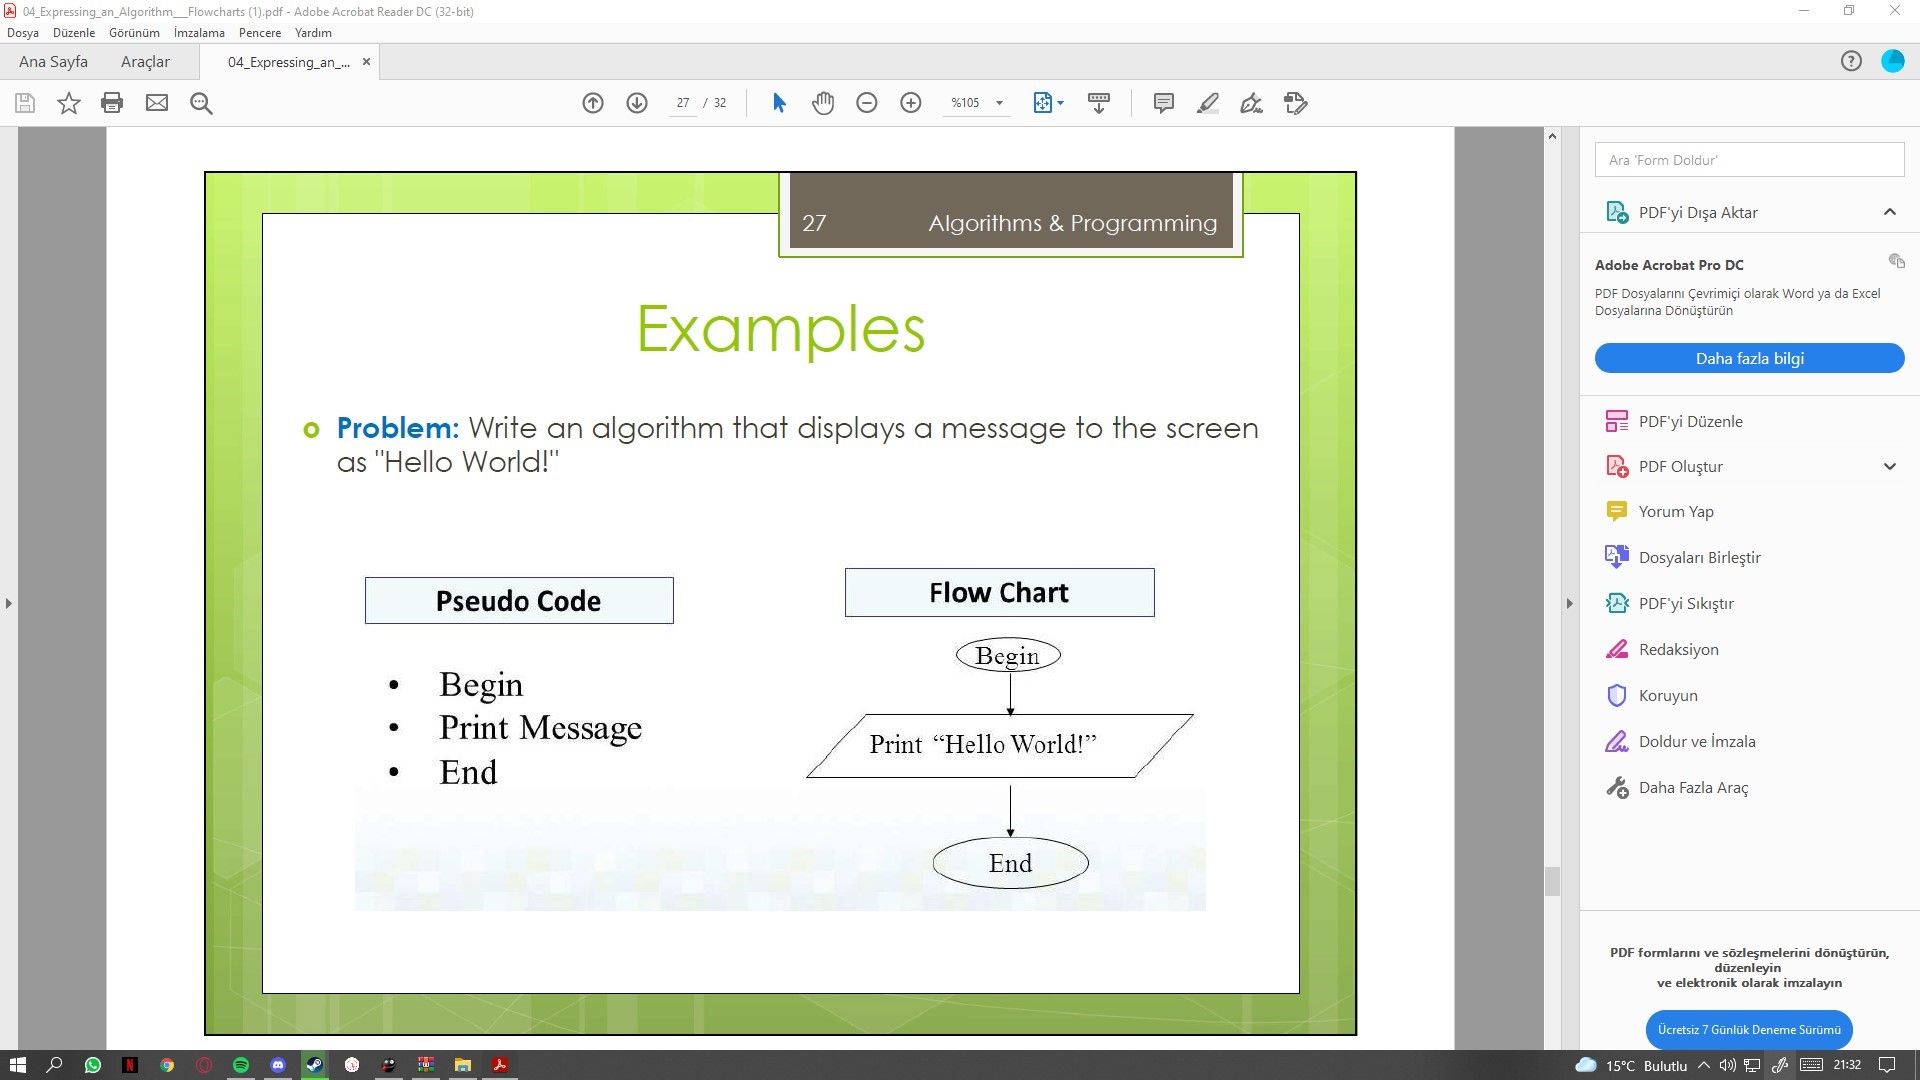 04_Expressing_an_Algorithm___Flowcharts (1).pdf - Adobe Acrobat Reader DC (32-bit)
Dosya Düzenle Görünüm İmzalama Pencere Yardım
Ana Sayfa Araçlar 04_Expressing_an_...
27 / 32 %105
27 Algorithms & Programming
Examples
Problem: Write an algorithm that displays a message to the screen
as "Hello World!"
Pseudo Code
• Begin
• Print Message
• End
Flow Chart
Begin
Print “Hello World!”
End
Ara 'Form Doldur'
PDF'yi Dışa Aktar
Adobe Acrobat Pro DC
PDF Dosyalarını Çevrimiçi olarak Word ya da Excel
Dosyalarına Dönüştürün
Daha fazla bilgi
PDF'yi Düzenle
PDF Oluştur
Yorum Yap
Dosyaları Birleştir
PDF'yi Sıkıştır
Redaksiyon
Koruyun
Doldur ve İmzala
Daha Fazla Araç
PDF formlarını ve sözleşmelerini dönüştürün,
düzenleyin
ve elektronik olarak imzalayın
Ücretsiz 7 Günlük Deneme Sürümü
15°C Bulutlu 21:32